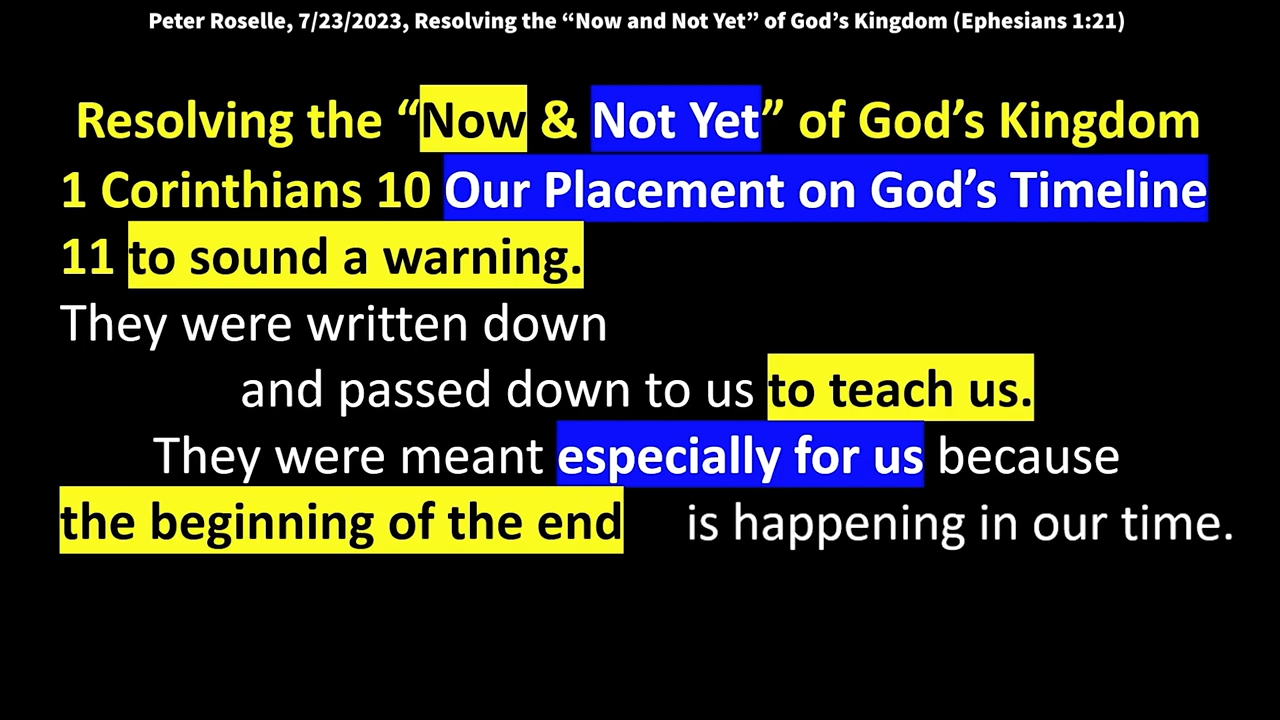 Peter Roselle, 7/23/2023, Resolving the “Now and Not Yet” of God’s Kingdom (Ephesians 1:21)
Resolving the “Now & Not Yet” of God’s Kingdom
1 Corinthians 10 Our Placement on God’s Timeline
11 to sound a warning.
They were written down
and passed down to us to teach us.
They were meant especially for us because
the beginning of the end is happening in our time.